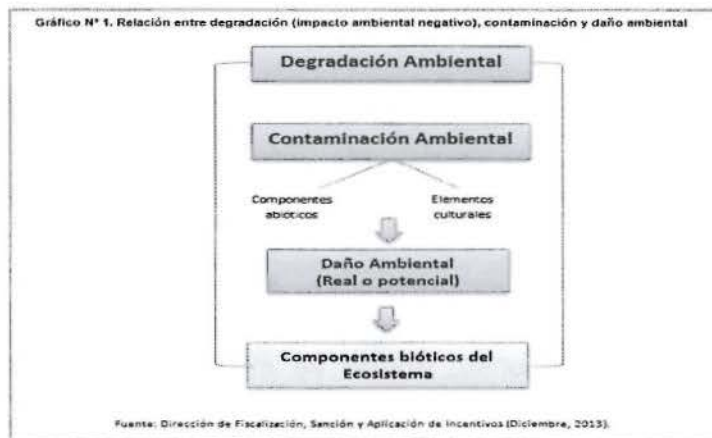 Gráfico N° 1. Relación entre degradación (impacto ambiental negativo), contaminación y daño ambiental
Degradación Ambiental
Contaminación Ambiental
Componentes
abióticos
Elementos
culturales
Daño Ambiental
(Real o potencial)
Componentes bióticos del
Ecosistema
Fuente: Dirección de Fiscalización, Sanción y Aplicación de Incentivos (Diciembre, 2013).